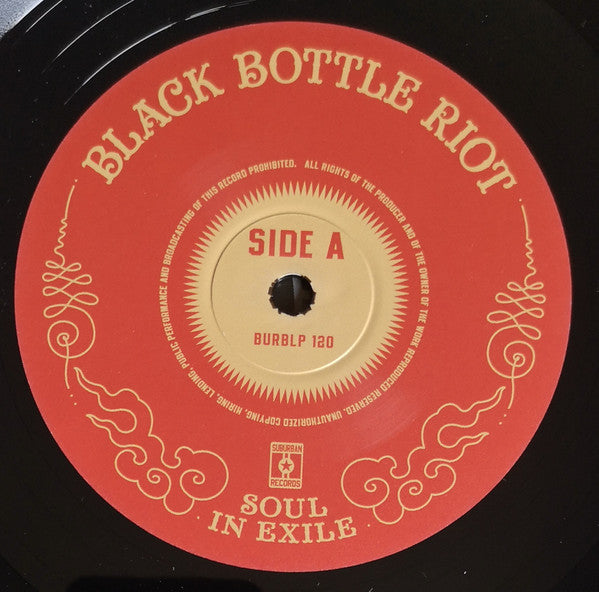 BLACK BOTTLE RIOT
ALL RIGHTS OF THE PRODUCER AND OF THE OWNER OF THE WORK REPRODUCED RESERVED. UNAUTHORIZED COPYING, HIRING, LENDING, PUBLIC PERFORMANCE AND BROADCASTING OF THIS RECORD PROHIBITED.
SIDE A
BURBLP 120
SUBURBAN
RECORDS
SOUL
IN EXILE